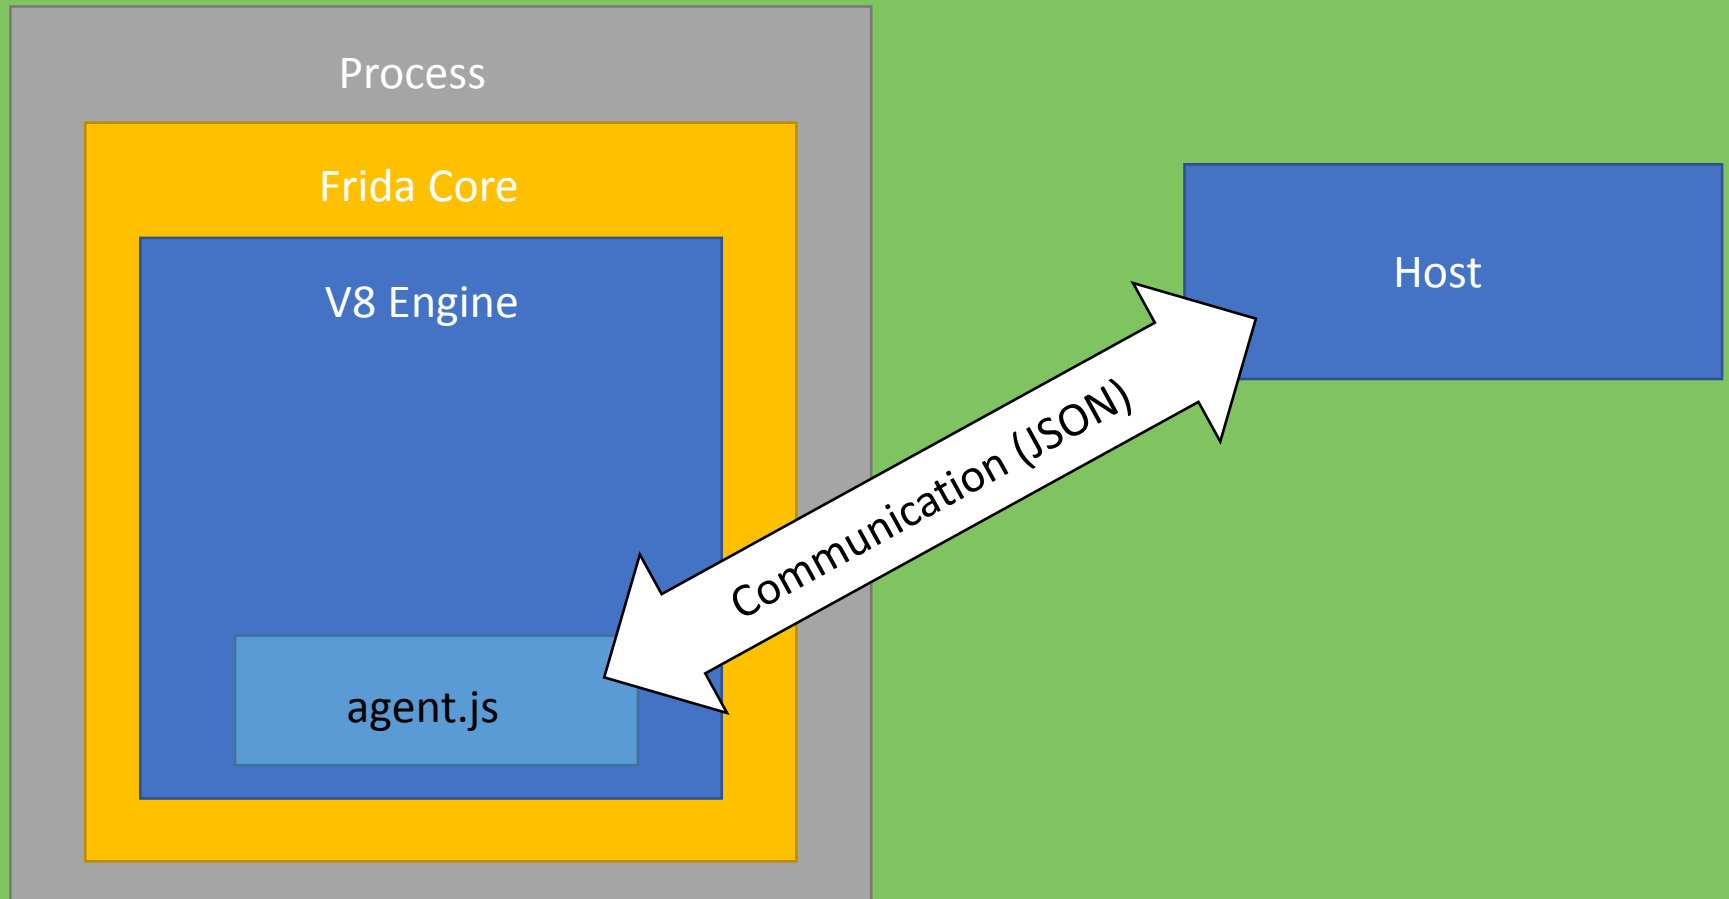 Process
Frida Core
V8 Engine
Host
Communication (JSON)
agent.js